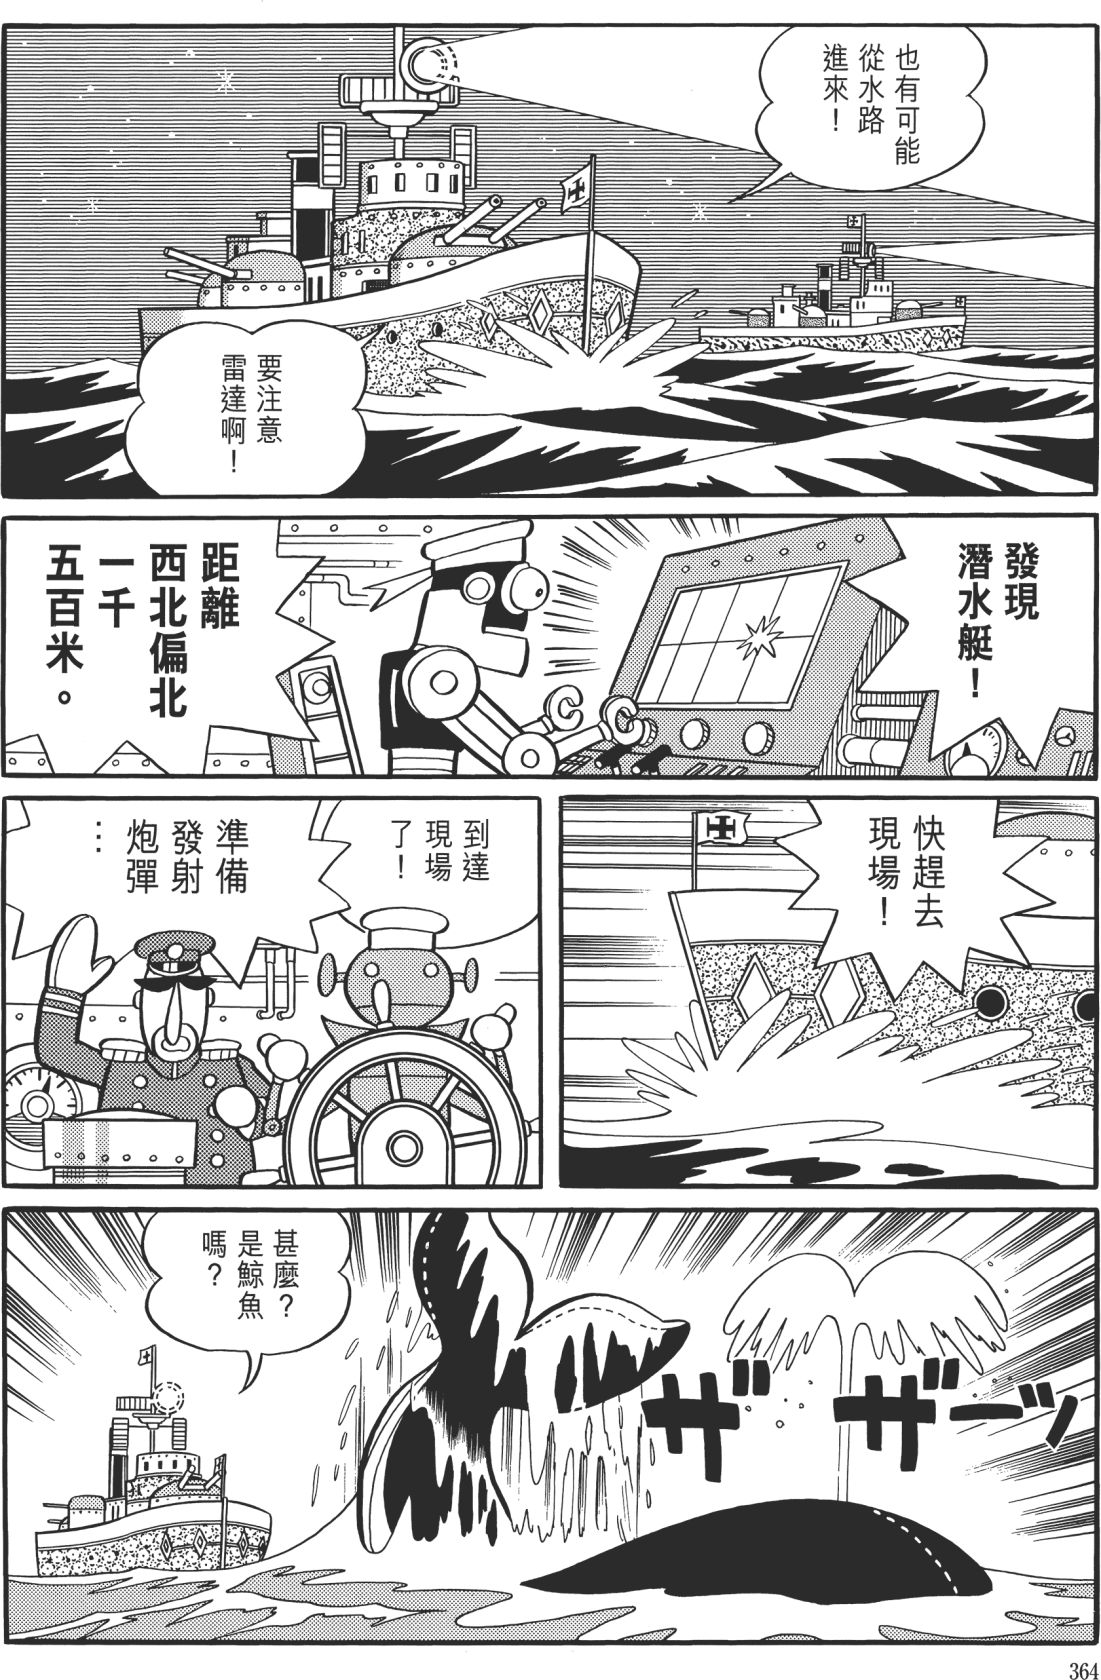 也有可能
從水路
進來！
要注意
雷達啊！
發現
潛水艇！
距離
西北偏北
一千
五百米。
快趕去
現場！
到達
現場
了！
準備
發射
炮彈
…
甚麼？
是鯨魚
嗎？
ザザーッ
364